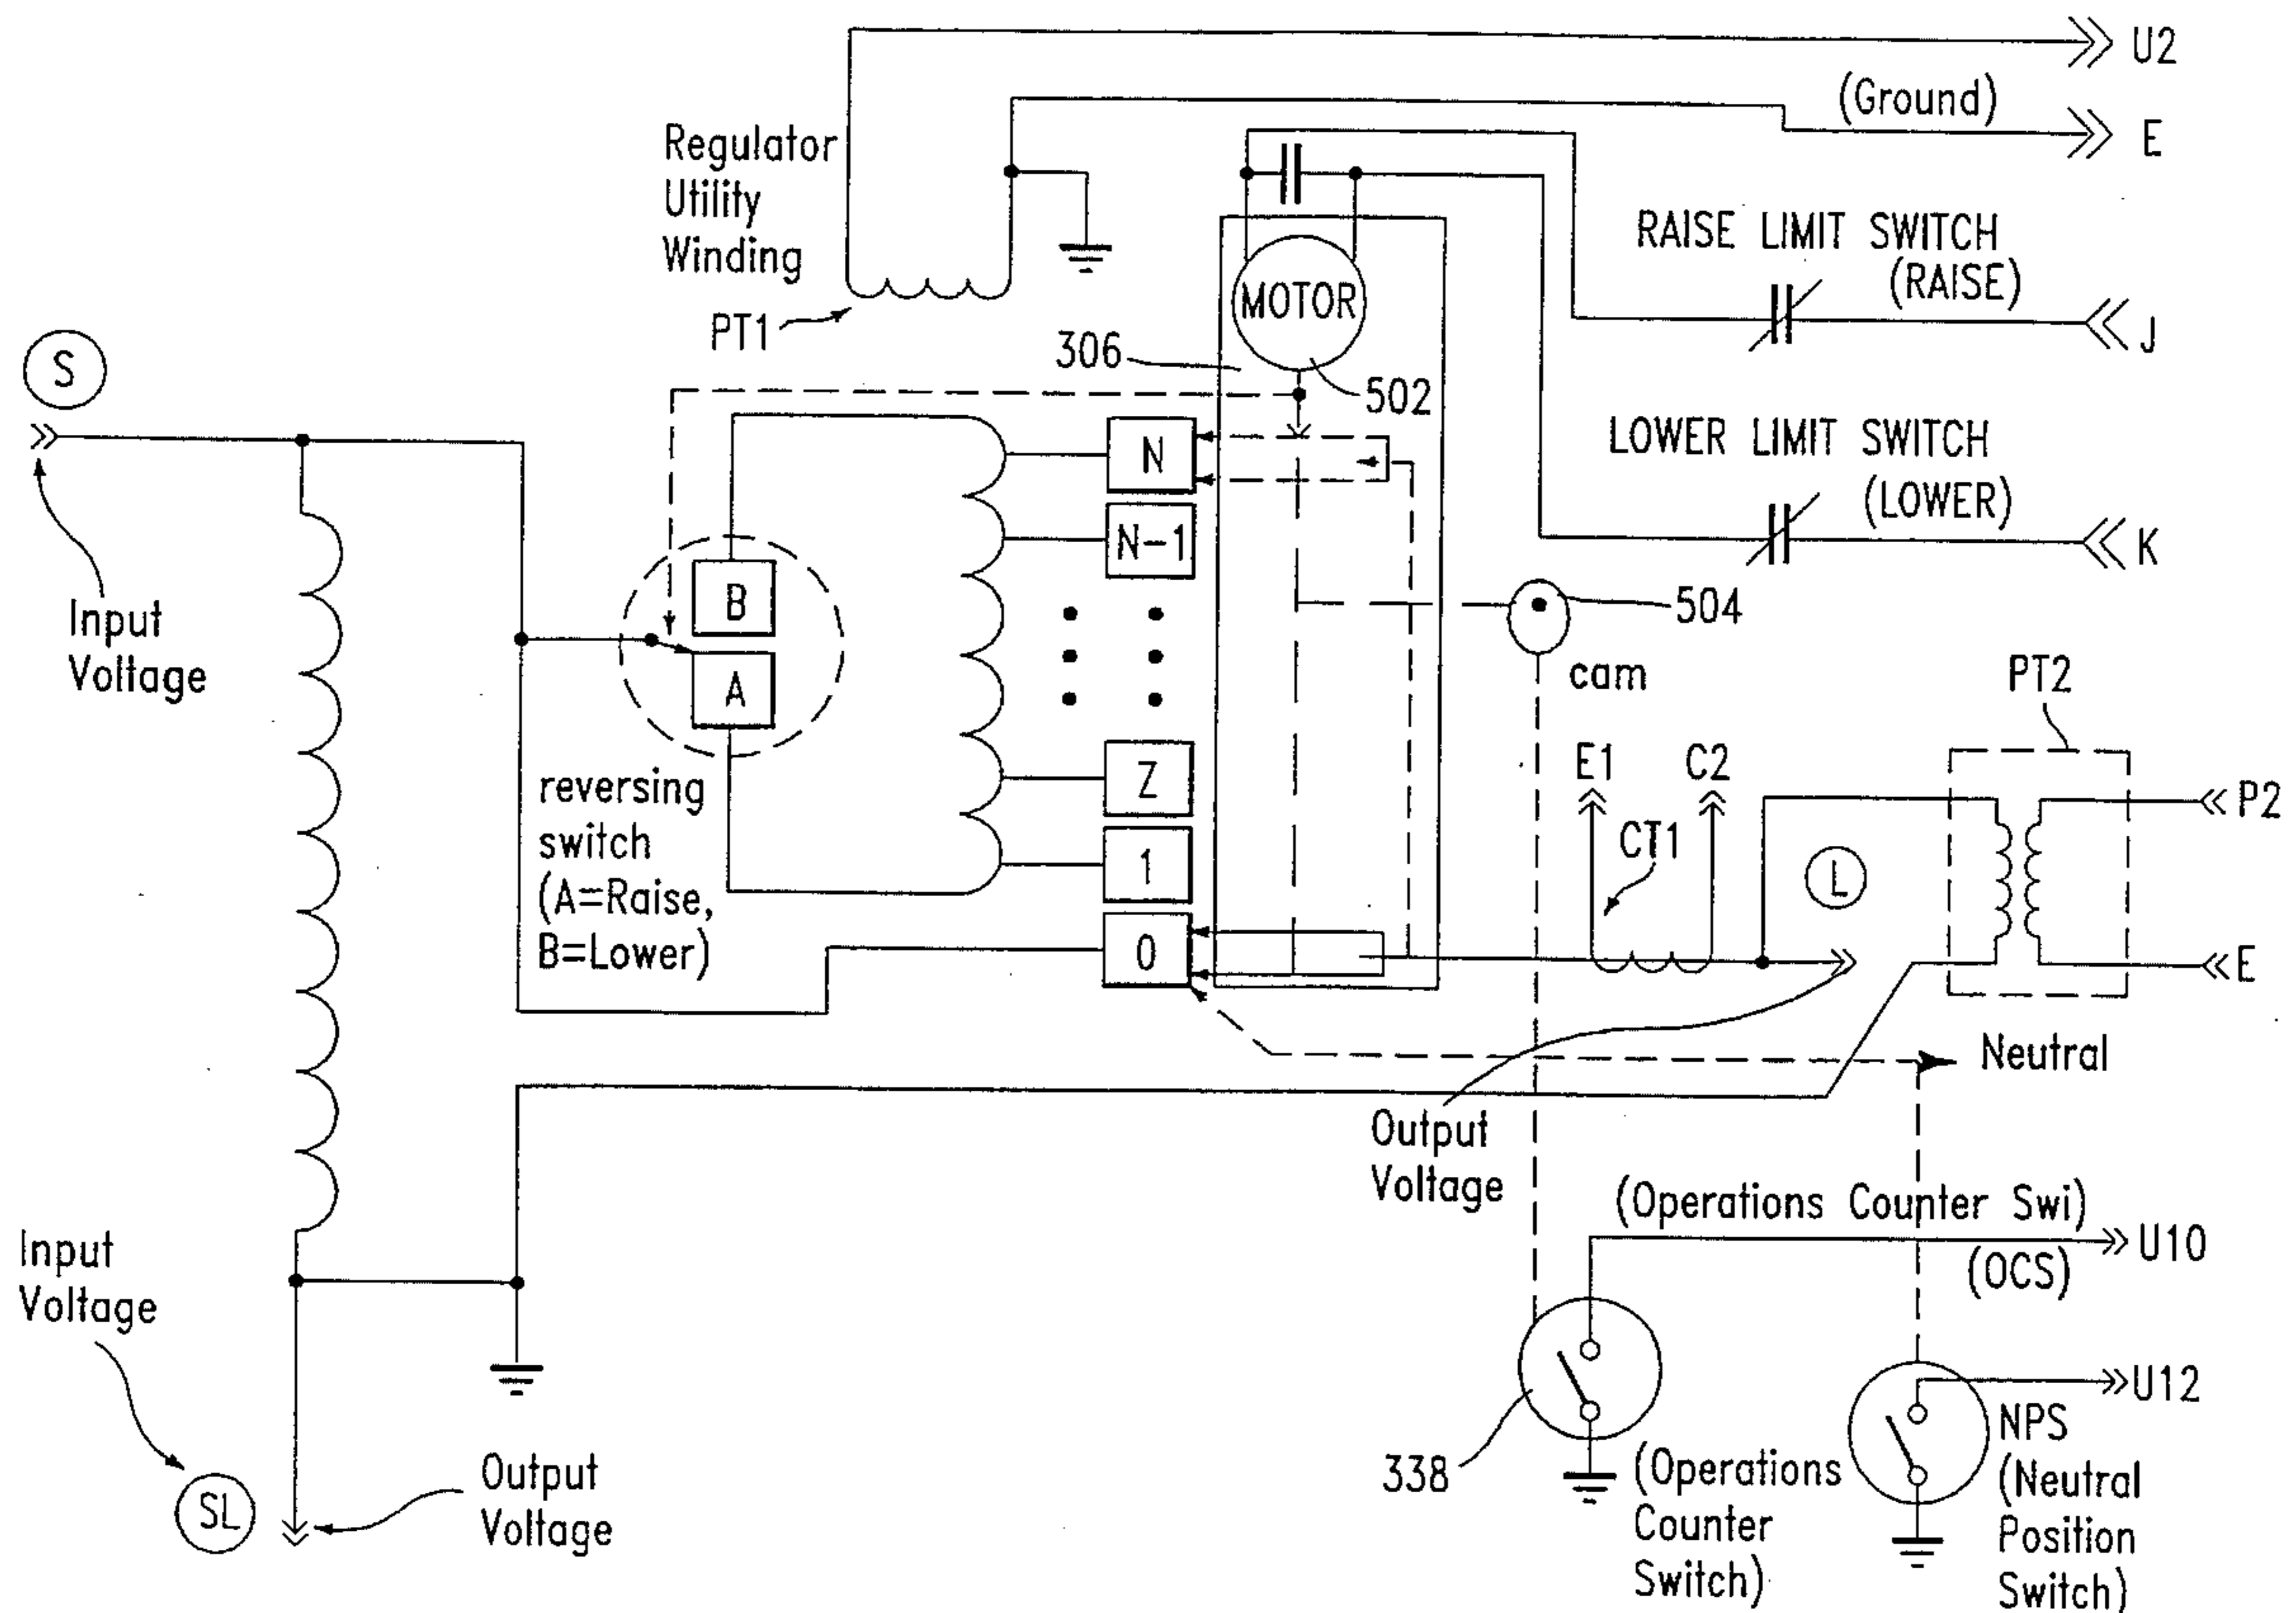 U2
(Ground)
E
Regulator
Utility
Winding
PT1
MOTOR
306
502
RAISE LIMIT SWITCH
(RAISE)
J
LOWER LIMIT SWITCH
(LOWER)
K
S
Input
Voltage
N
N-1
B
A
Z
1
0
reversing
switch
(A=Raise,
B=Lower)
504
cam
E1
C2
CT1
L
PT2
P2
E
Neutral
Output
Voltage
(Operations Counter Swi)
U10
(OCS)
Input
Voltage
SL
Output
Voltage
338
(Operations
Counter
Switch)
U12
NPS
(Neutral
Position
Switch)